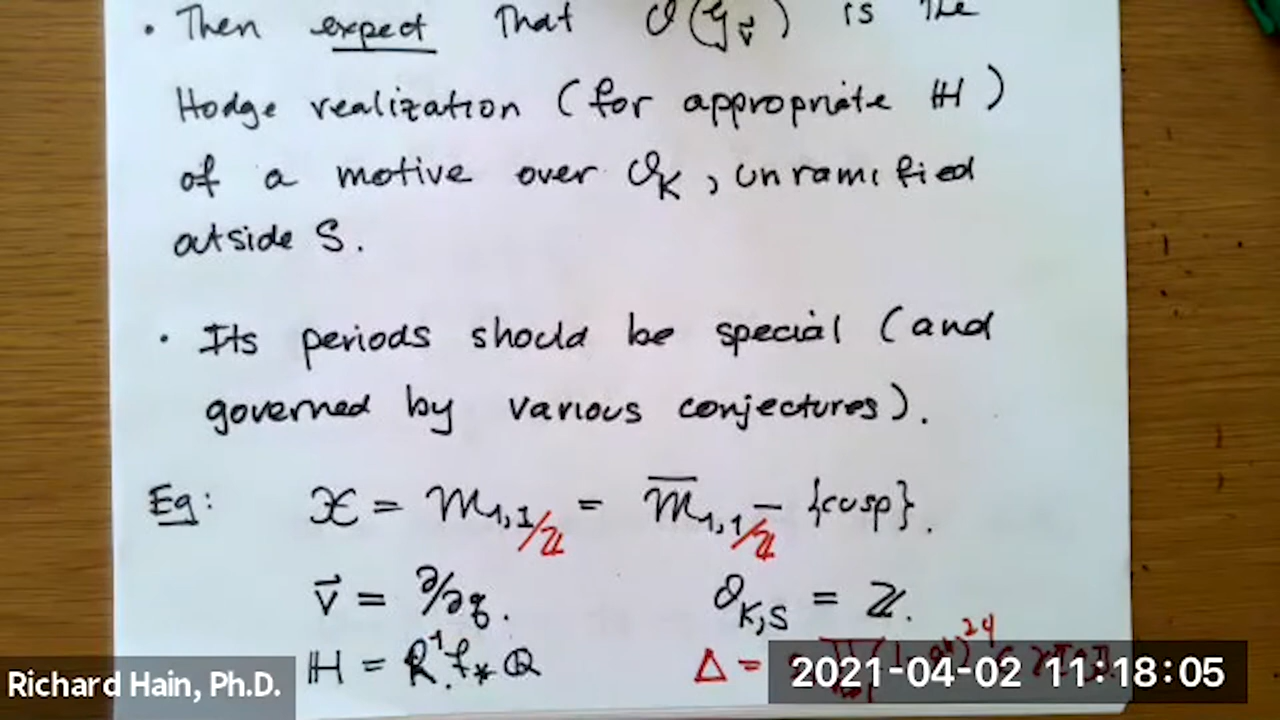 • Then expect that O(G_v⃗) is the
Hodge realization (for appropriate ℍ)
of a motive over O_K, unramified
outside S.
• Its periods should be special (and
governed by various conjectures).
Eg: X = M_{1,1/ℤ} = M̅_{1,1/ℤ} − {cusp}.
v⃗ = ∂/∂q. O_{K,S} = ℤ.
ℍ = R¹f_*ℚ Δ =
Richard Hain, Ph.D.
2021-04-02 11:18:05